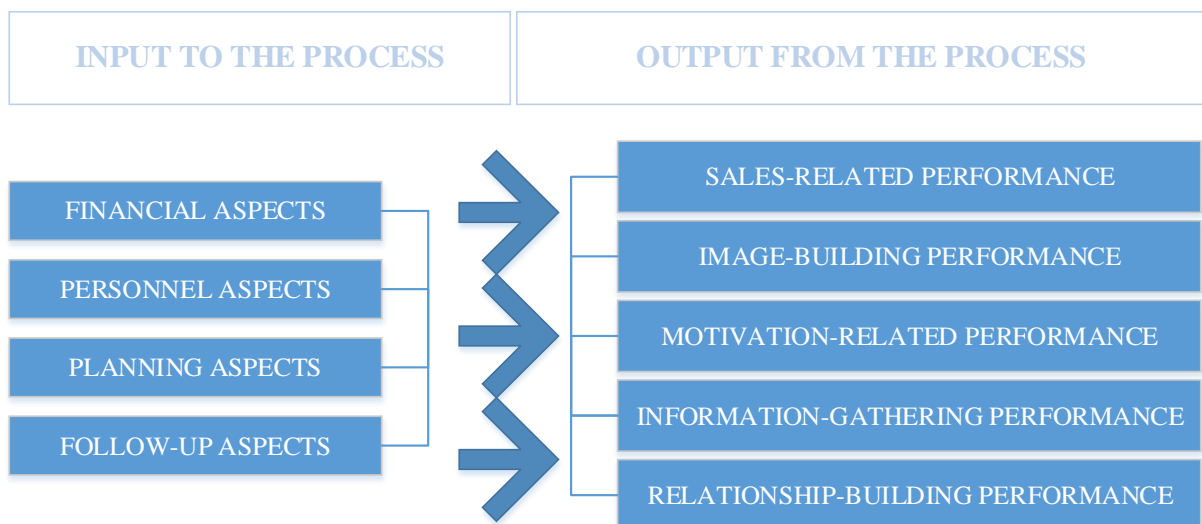 INPUT TO THE PROCESS
OUTPUT FROM THE PROCESS
FINANCIAL ASPECTS
PERSONNEL ASPECTS
PLANNING ASPECTS
FOLLOW-UP ASPECTS
SALES-RELATED PERFORMANCE
IMAGE-BUILDING PERFORMANCE
MOTIVATION-RELATED PERFORMANCE
INFORMATION-GATHERING PERFORMANCE
RELATIONSHIP-BUILDING PERFORMANCE